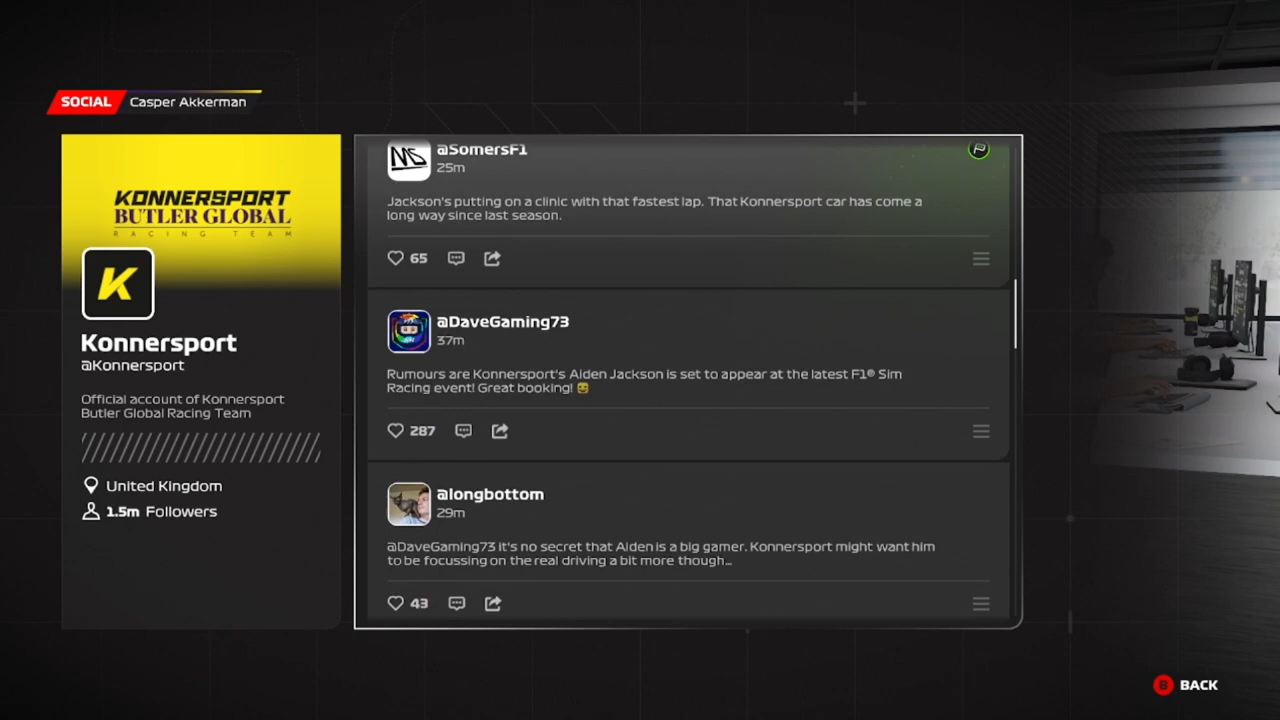 SOCIAL Casper Akkerman
KONNERSPORT
BUTLER GLOBAL
RACING TEAM
K
Konnersport
@Konnersport
Official account of Konnersport
Butler Global Racing Team
United Kingdom
1.5m Followers
@SomersF1
25m
Jackson's putting on a clinic with that fastest lap. That Konnersport car has come a
long way since last season.
65
@DaveGaming73
37m
Rumours are Konnersport's Aiden Jackson is set to appear at the latest F1® Sim
Racing event! Great booking! 😄
287
@longbottom
29m
@DaveGaming73 it's no secret that Aiden is a big gamer. Konnersport might want him
to be focussing on the real driving a bit more though...
43
B BACK